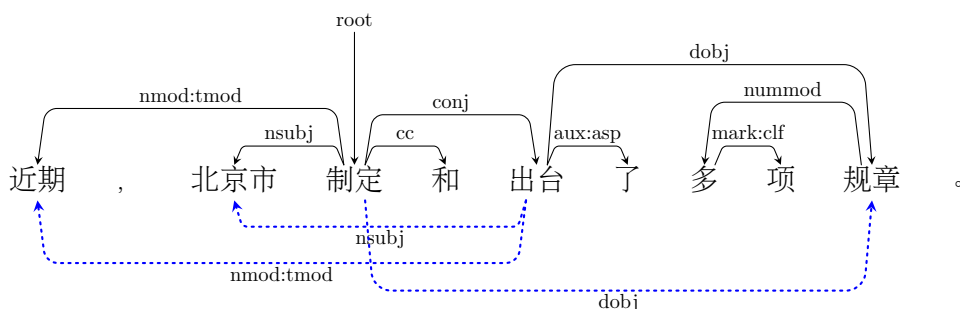 root
dobj
nmod:tmod
conj
nummod
nsubj
cc
aux:asp
mark:clf
近期 , 北京市 制定 和 出台 了 多 项 规章 。
nsubj
nmod:tmod
dobj